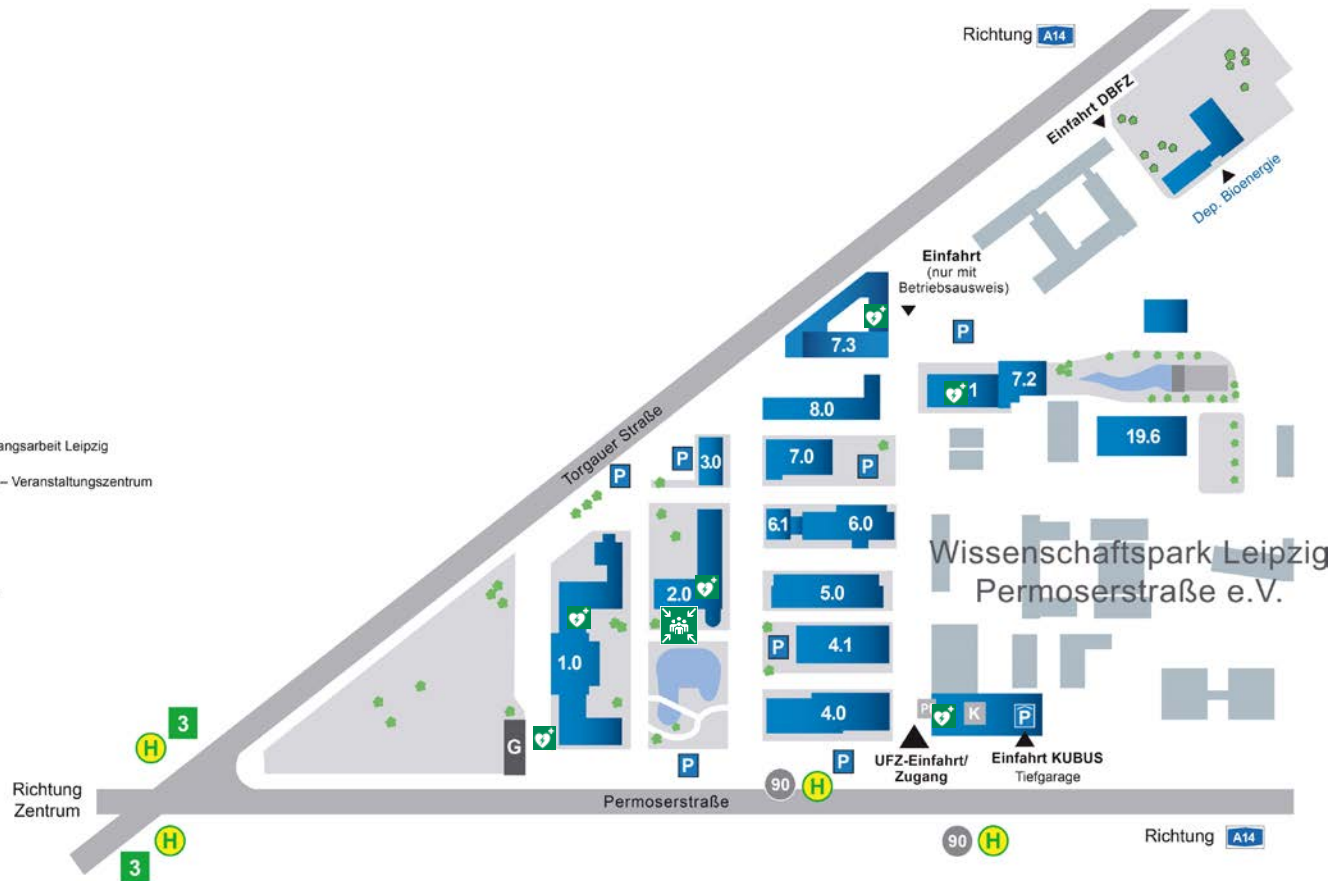 Richtung A14
Einfahrt DBFZ
Dep. Bioenergie
Einfahrt
(nur mit
Betriebsausweis)
P
7.3
1
7.2
8.0
19.6
angsarbeit Leipzig
– Veranstaltungszentrum
Torgauer Straße
P
P
3.0
7.0
P
6.1
6.0
Wissenschaftspark Leipzig
Permoserstraße e.V.
2.0
5.0
1.0
P
4.1
4.0
P
K
P
3
H
G
P
P
UFZ-Einfahrt/
Zugang
Einfahrt KUBUS
Tiefgarage
Richtung
Zentrum
Permoserstraße
90
H
H
3
90
H
Richtung A14